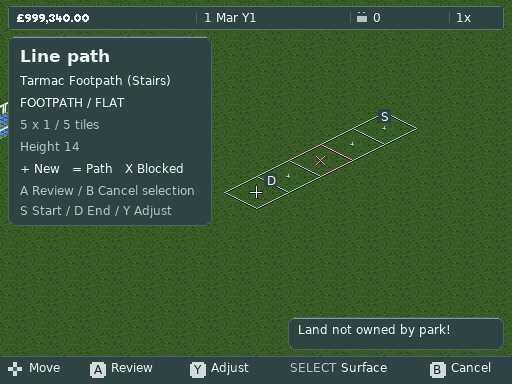 £999,340.00
1 Mar Y1
0
1x
Line path
Tarmac Footpath (Stairs)
FOOTPATH / FLAT
5 x 1 / 5 tiles
Height 14
+ New = Path X Blocked
A Review / B Cancel selection
S Start / D End / Y Adjust
S
D
Land not owned by park!
Move
A Review
Y Adjust
SELECT Surface
B Cancel